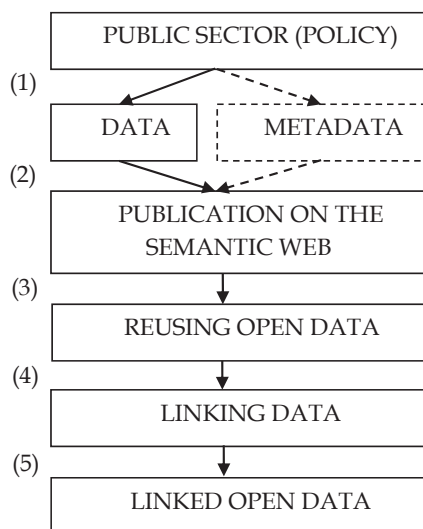 PUBLIC SECTOR (POLICY)
(1)
DATA
METADATA
(2)
PUBLICATION ON THE
SEMANTIC WEB
(3)
REUSING OPEN DATA
(4)
LINKING DATA
(5)
LINKED OPEN DATA